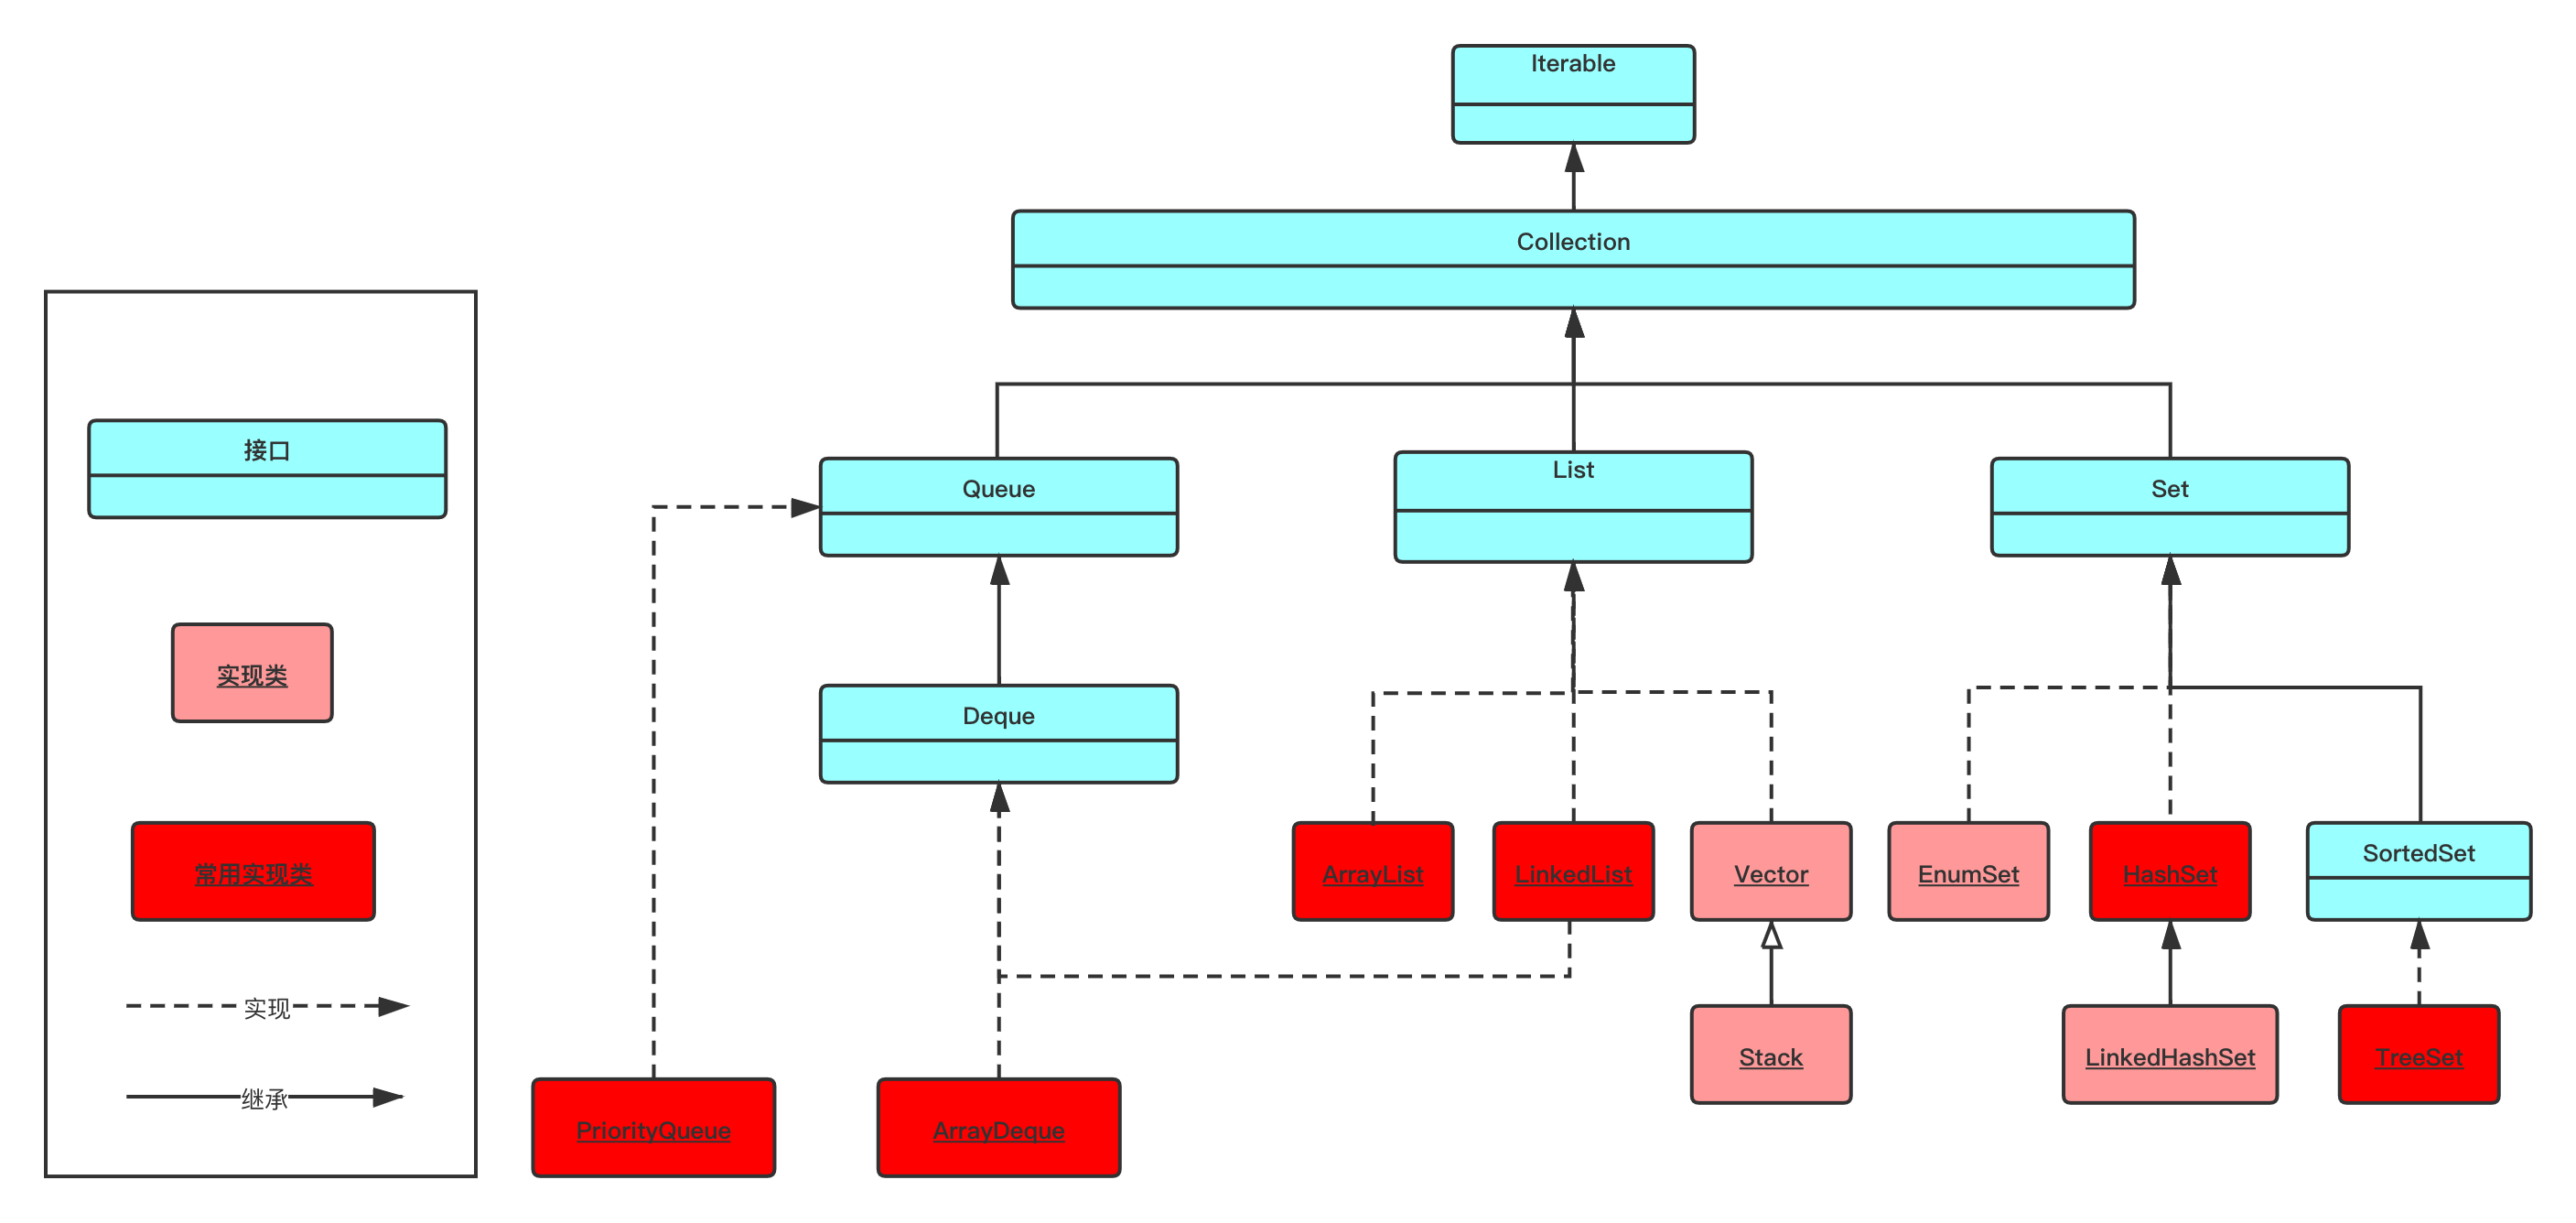 Iterable
Collection
接口
实现类
常用实现类
实现
继承
Queue
List
Set
Deque
ArrayList
LinkedList
Vector
EnumSet
HashSet
SortedSet
Stack
LinkedHashSet
TreeSet
PriorityQueue
ArrayDeque